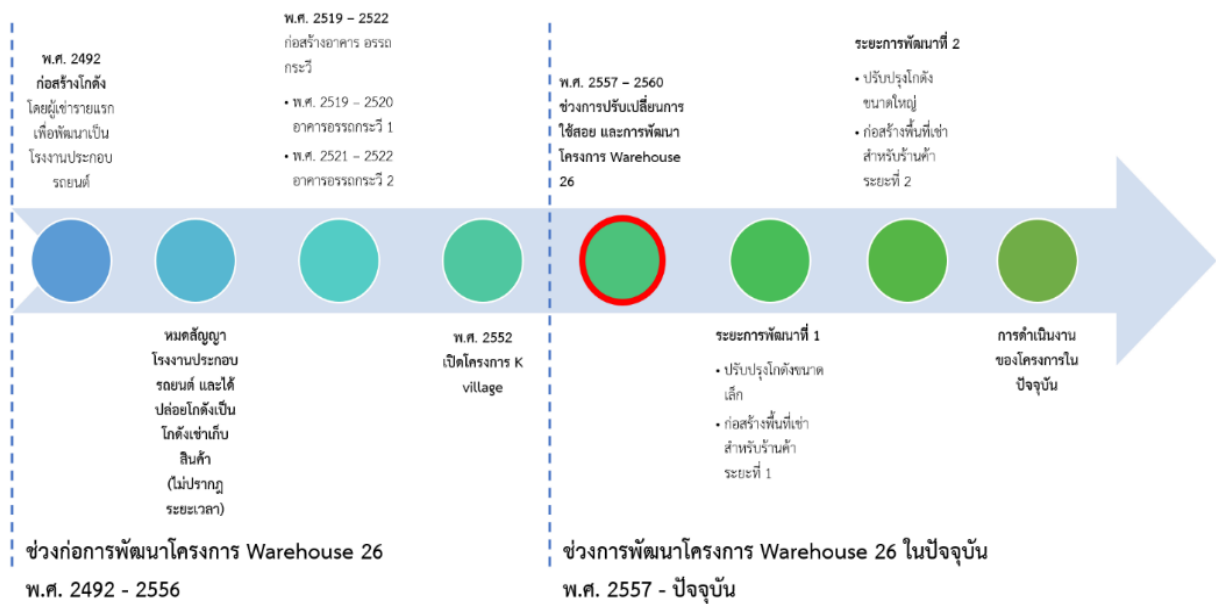 พ.ศ. 2492
ก่อสร้างโกดัง
โดยผู้เช่ารายแรก
เพื่อพัฒนาเป็น
โรงงานประกอบ
รถยนต์
หมดสัญญา
โรงงานประกอบ
รถยนต์ และได้
ปล่อยโกดังเป็น
โกดังเช่าเก็บ
สินค้า
(ไม่ปรากฏ
ระยะเวลา)
พ.ศ. 2519 – 2522
ก่อสร้างอาคาร อรรถ
กระวี
• พ.ศ. 2519 – 2520
อาคารอรรถกระวี 1
• พ.ศ. 2521 – 2522
อาคารอรรถกระวี 2
พ.ศ. 2552
เปิดโครงการ K
village
พ.ศ. 2557 – 2560
ช่วงการปรับเปลี่ยนการ
ใช้สอย และการพัฒนา
โครงการ Warehouse
26
ระยะการพัฒนาที่ 1
• ปรับปรุงโกดังขนาด
เล็ก
• ก่อสร้างพื้นที่เช่า
สำหรับร้านค้า
ระยะที่ 1
ระยะการพัฒนาที่ 2
• ปรับปรุงโกดัง
ขนาดใหญ่
• ก่อสร้างพื้นที่เช่า
สำหรับร้านค้า
ระยะที่ 2
การดำเนินงาน
ของโครงการใน
ปัจจุบัน
ช่วงก่อการพัฒนาโครงการ Warehouse 26
พ.ศ. 2492 - 2556
ช่วงการพัฒนาโครงการ Warehouse 26 ในปัจจุบัน
พ.ศ. 2557 - ปัจจุบัน